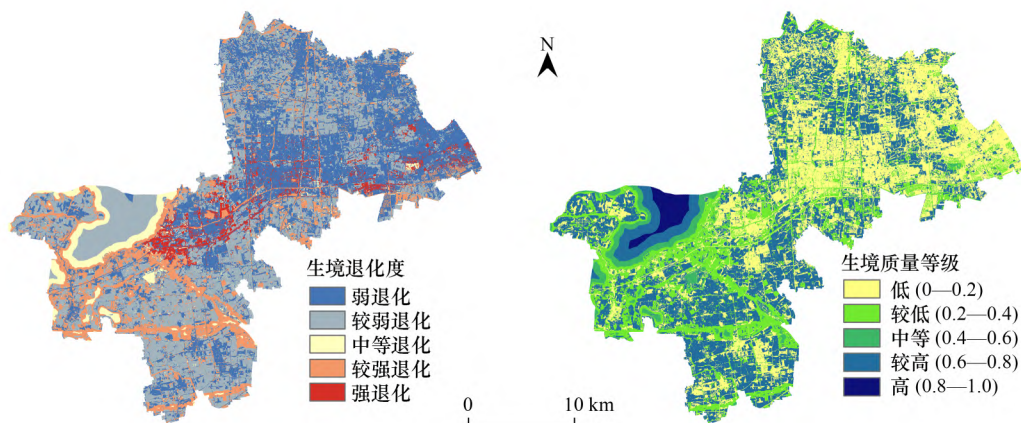 N
生境退化度
弱退化
较弱退化
中等退化
较强退化
强退化
生境质量等级
低 (0—0.2)
较低 (0.2—0.4)
中等 (0.4—0.6)
较高 (0.6—0.8)
高 (0.8—1.0)
0 10 km